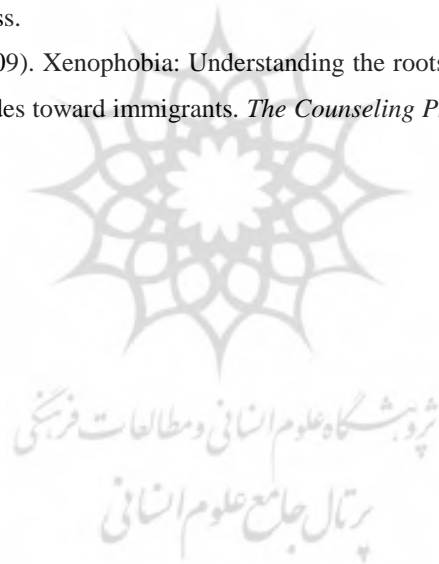 ss.
09). Xenophobia: Understanding the roots
des toward immigrants. The Counseling P
پژوهشگاه علوم انسانی و مطالعات فرهنگی
پرتال جامع علوم انسانی